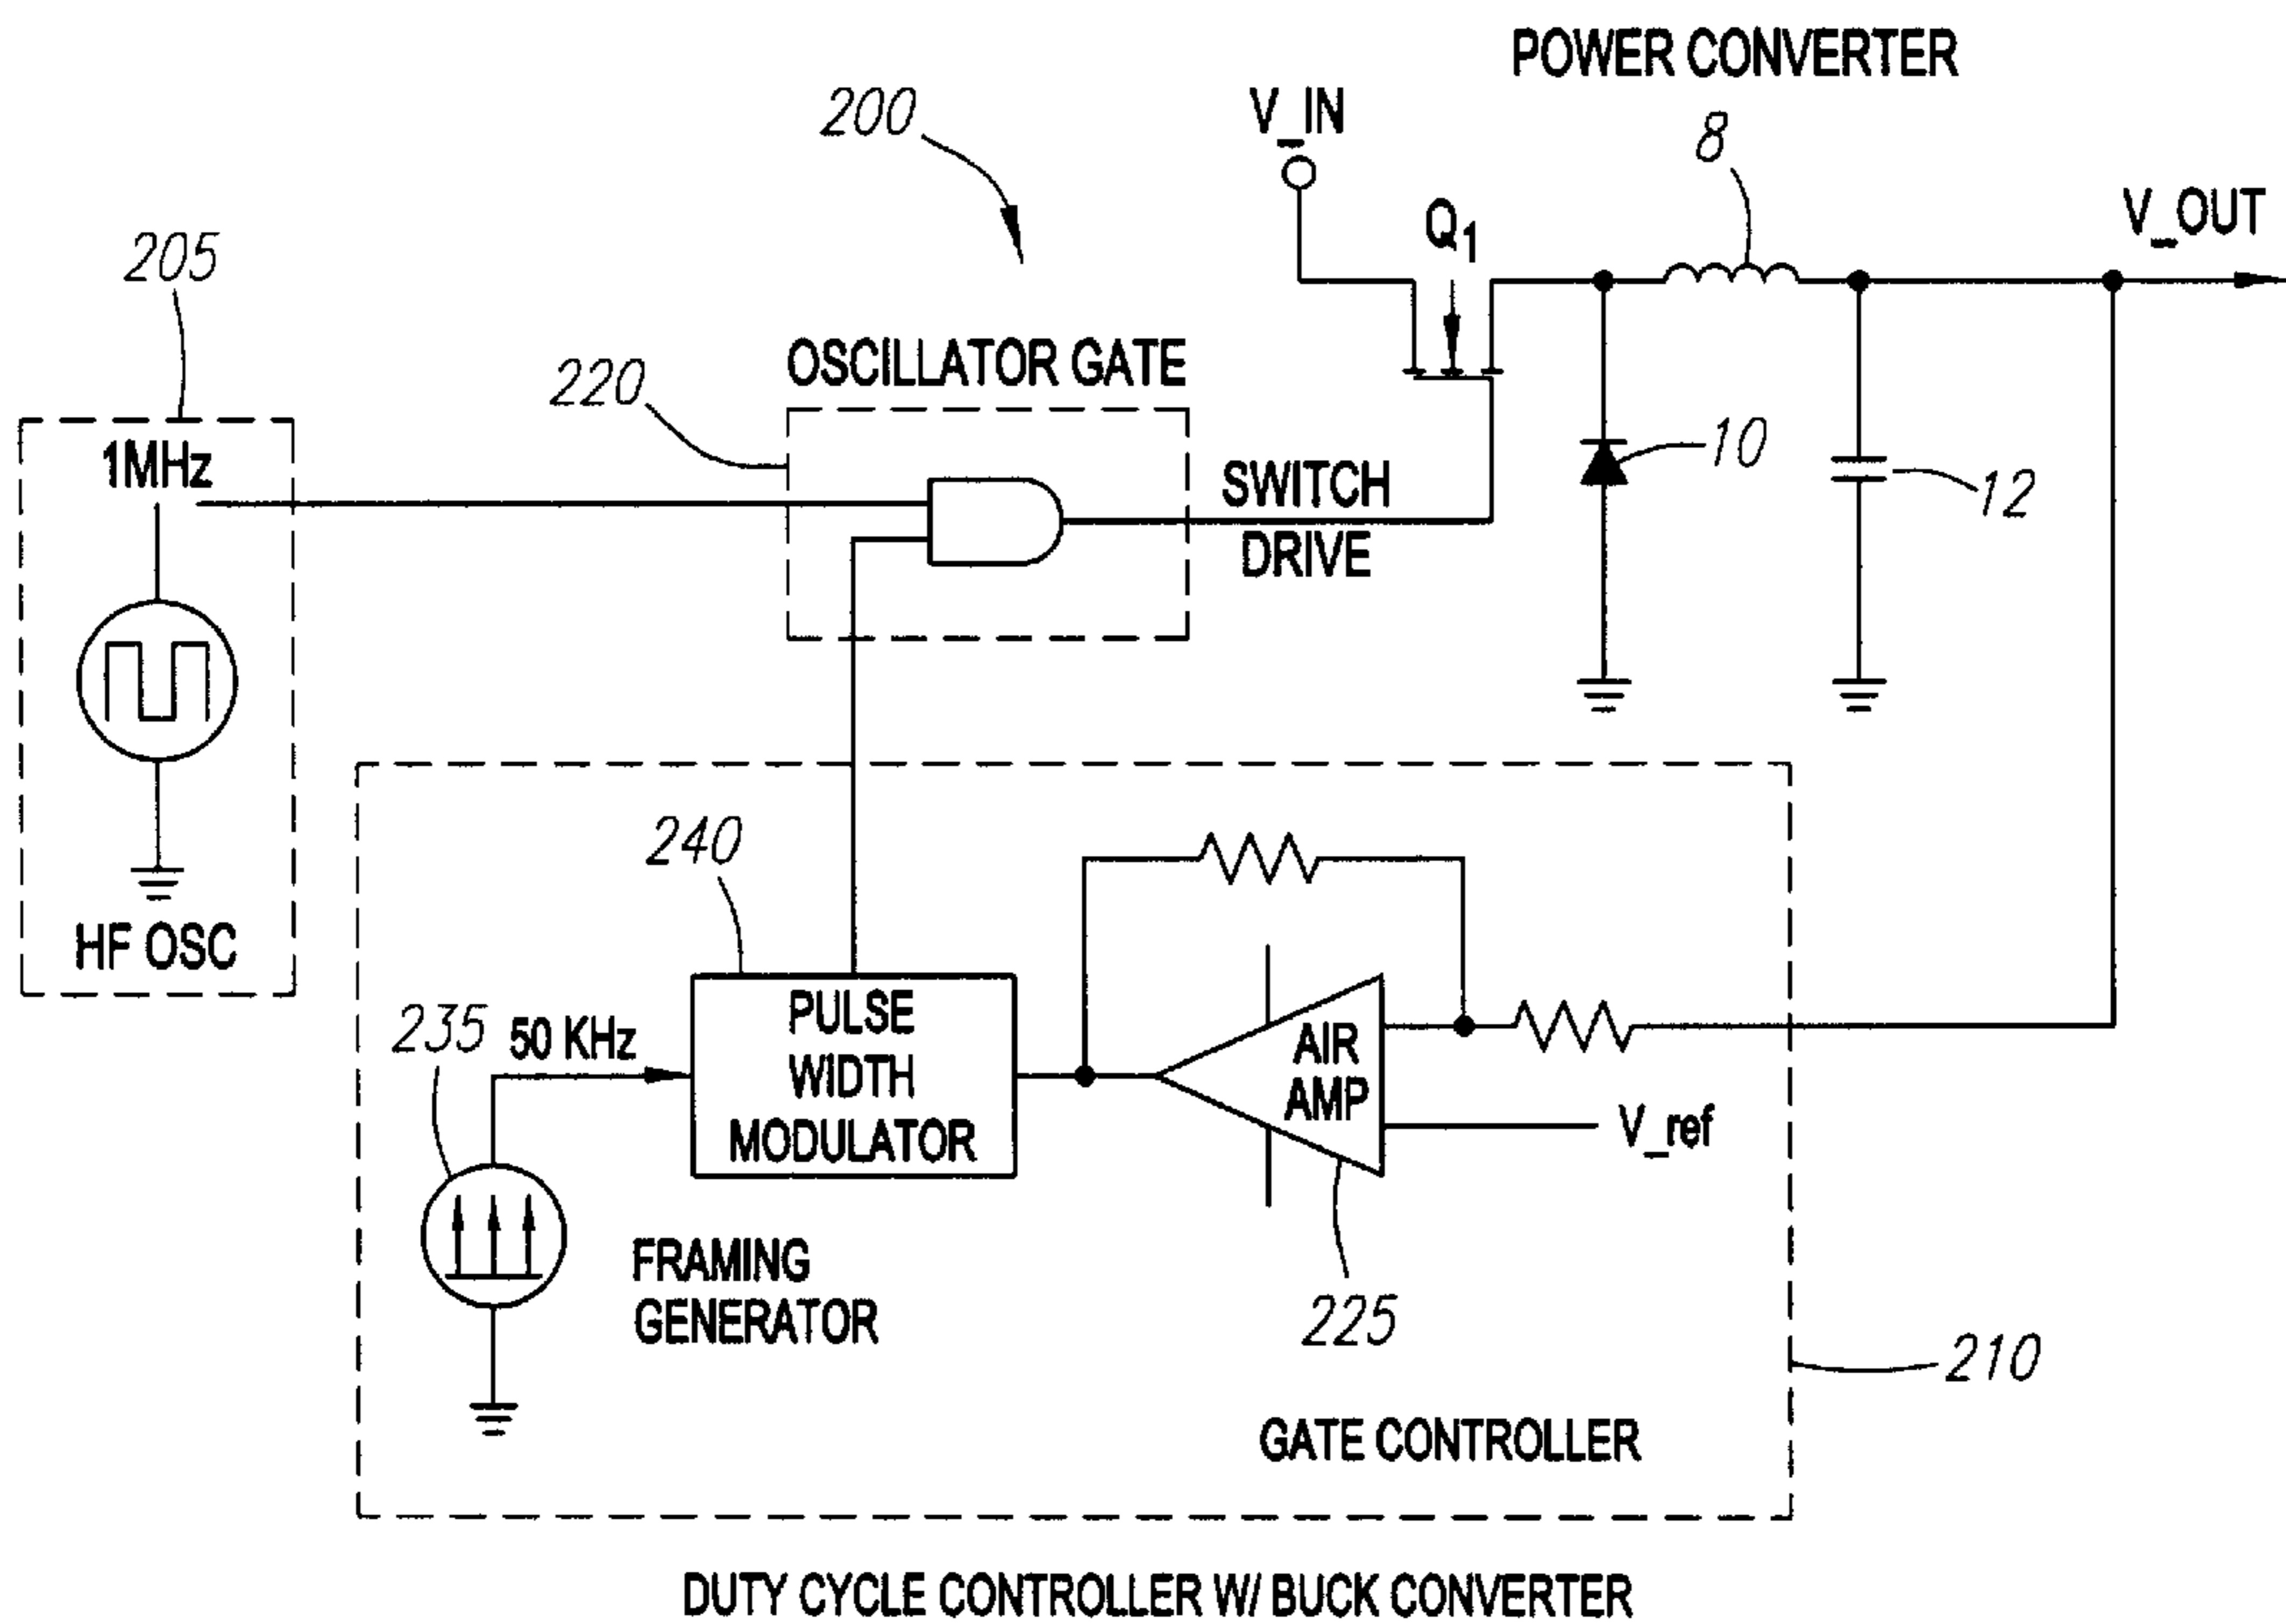 POWER CONVERTER
200
V_IN
8
Q1
V_OUT
205
OSCILLATOR GATE
220
1MHz
10
SWITCH
DRIVE
12
240
HF OSC
235
50 KHz
PULSE
WIDTH
MODULATOR
AIR
AMP
V_ref
FRAMING
GENERATOR
225
210
GATE CONTROLLER
DUTY CYCLE CONTROLLER W/ BUCK CONVERTER